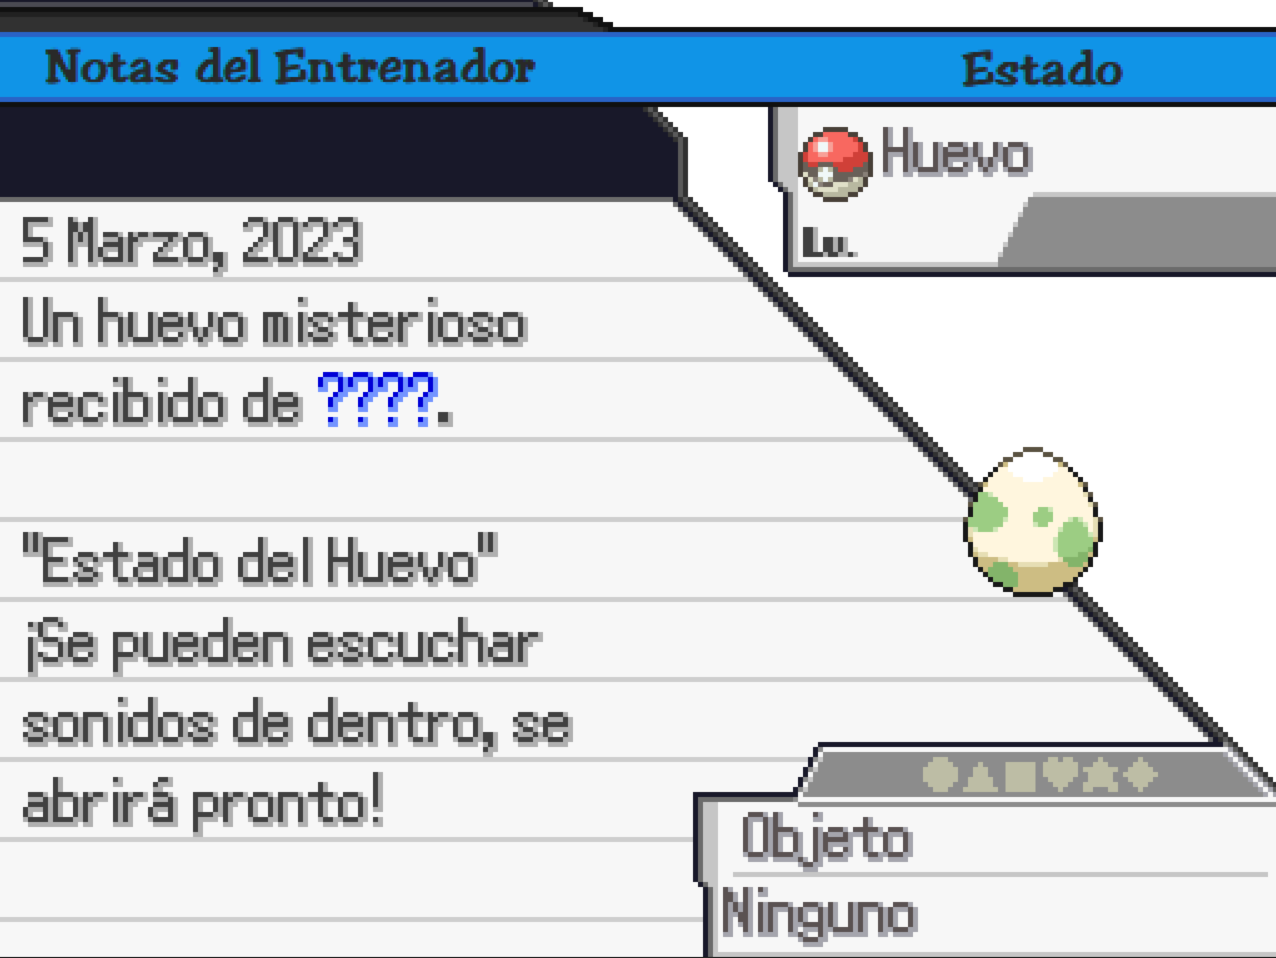 Notas del Entrenador
Estado
Huevo
Lv.
5 Marzo, 2023
Un huevo misterioso
recibido de ????.
"Estado del Huevo"
¡Se pueden escuchar
sonidos de dentro, se
abrirá pronto!
Objeto
Ninguno